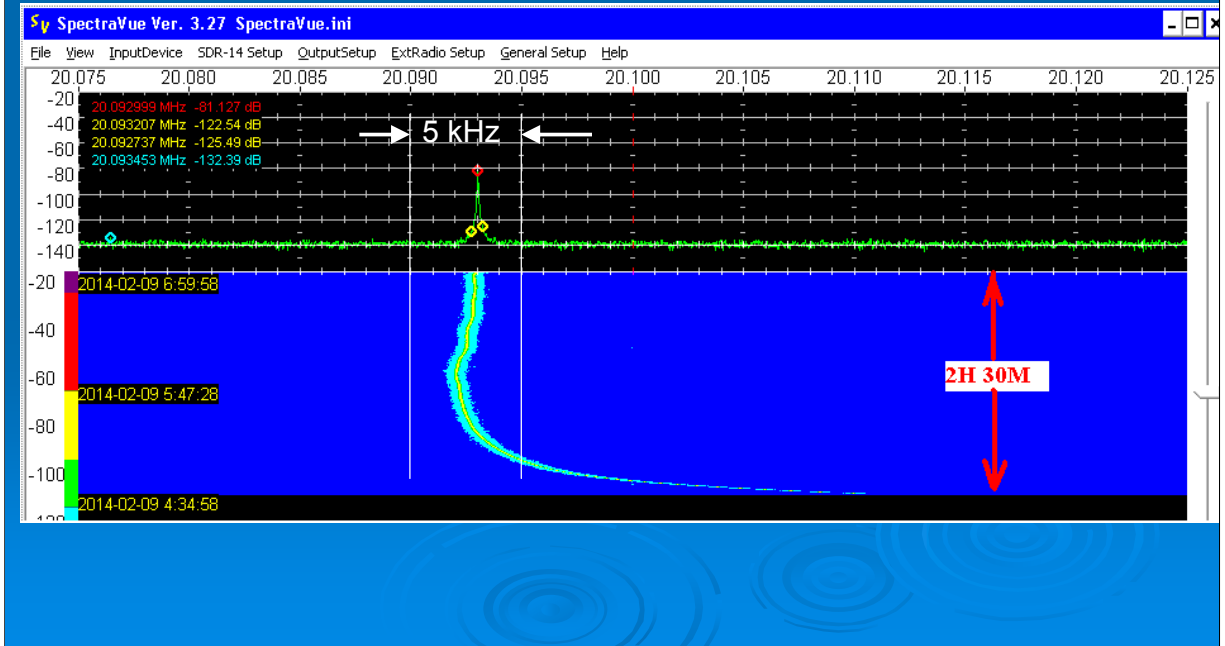 SV SpectraVue Ver. 3.27 SpectraVue.ini
File View InputDevice SDR-14 Setup OutputSetup ExtRadio Setup General Setup Help
20.075 20.080 20.085 20.090 20.095 20.100 20.105 20.110 20.115 20.120 20.125
-20
-40
-60
-80
-100
-120
-140
20.092999 MHz -81.127 dB
20.093207 MHz -122.54 dB
20.092737 MHz -125.49 dB
20.093453 MHz -132.39 dB
5 kHz
-20
-40
-60
-80
-100
2014-02-09 6:59:58
2014-02-09 5:47:28
2014-02-09 4:34:58
2H 30M